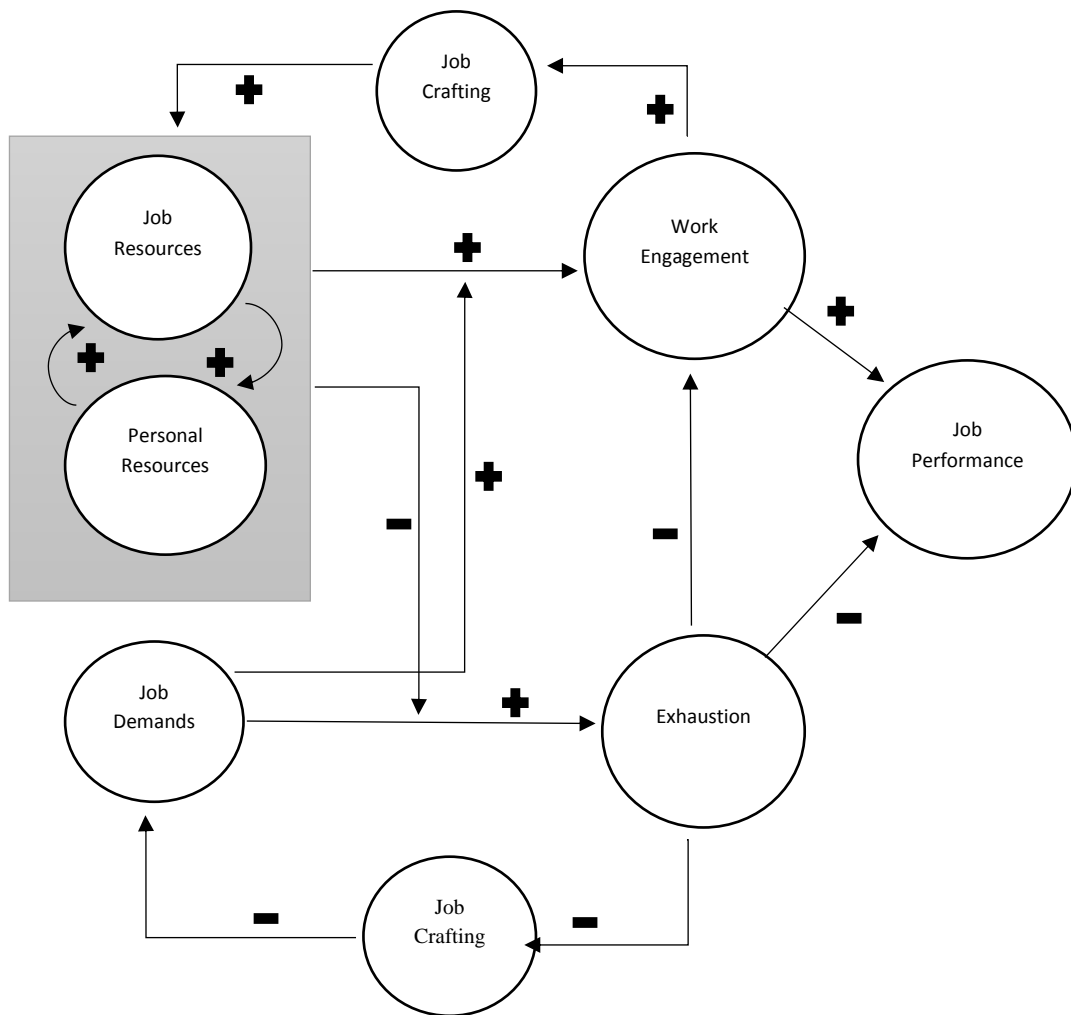 Job
Crafting
+
+
Job
Resources
Work
Engagement
+
+
+
+
Personal
Resources
Job
Performance
+
-
-
-
Job
Demands
+
Exhaustion
Job
Crafting
-
-